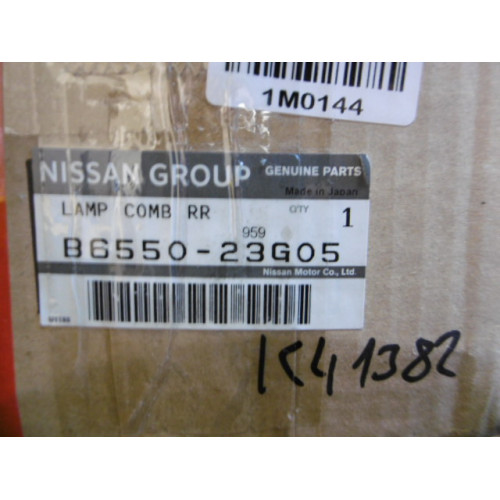 1M0144
NISSAN GROUP GENUINE PARTS
Made in Japan
LAMP COMB RR QTY 1
959
B6550-23G05
Nissan Motor Co., Ltd.
K41382